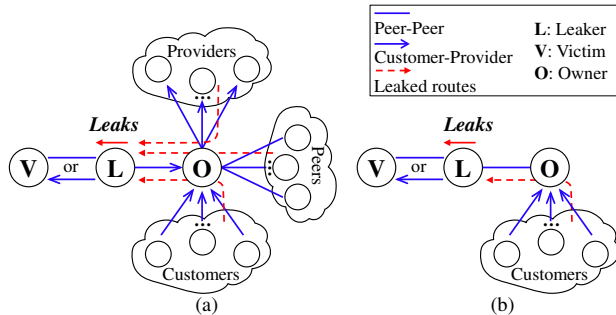 Providers
...
Leaks
V
or
L
O
...
Peers
...
Customers
(a)
Peer-Peer
Customer-Provider
Leaked routes
L: Leaker
V: Victim
O: Owner
Leaks
V
or
L
O
...
Customers
(b)